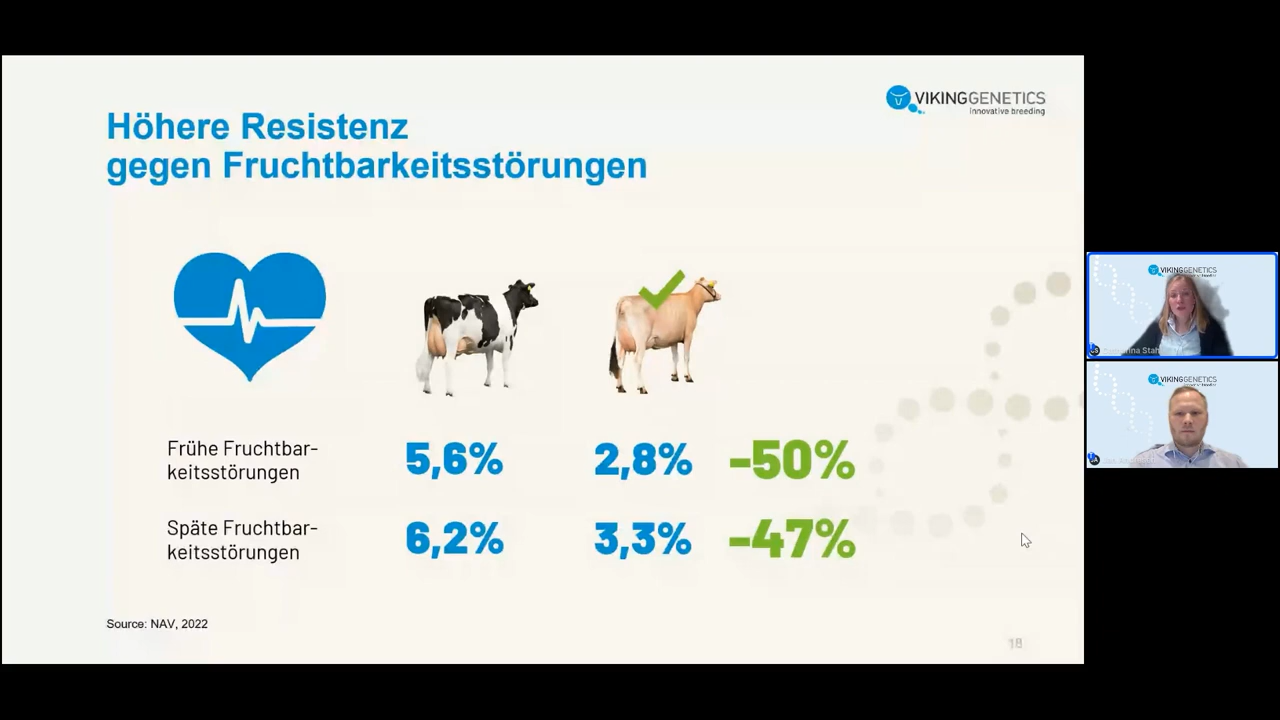 VIKINGGENETICS
innovative breeding
Höhere Resistenz
gegen Fruchtbarkeitsstörungen
Frühe Fruchtbar-
keitsstörungen
5,6%
2,8%
-50%
Späte Fruchtbar-
keitsstörungen
6,2%
3,3%
-47%
Source: NAV, 2022
18
VIKINGGENETICS
VIKINGGENETICS